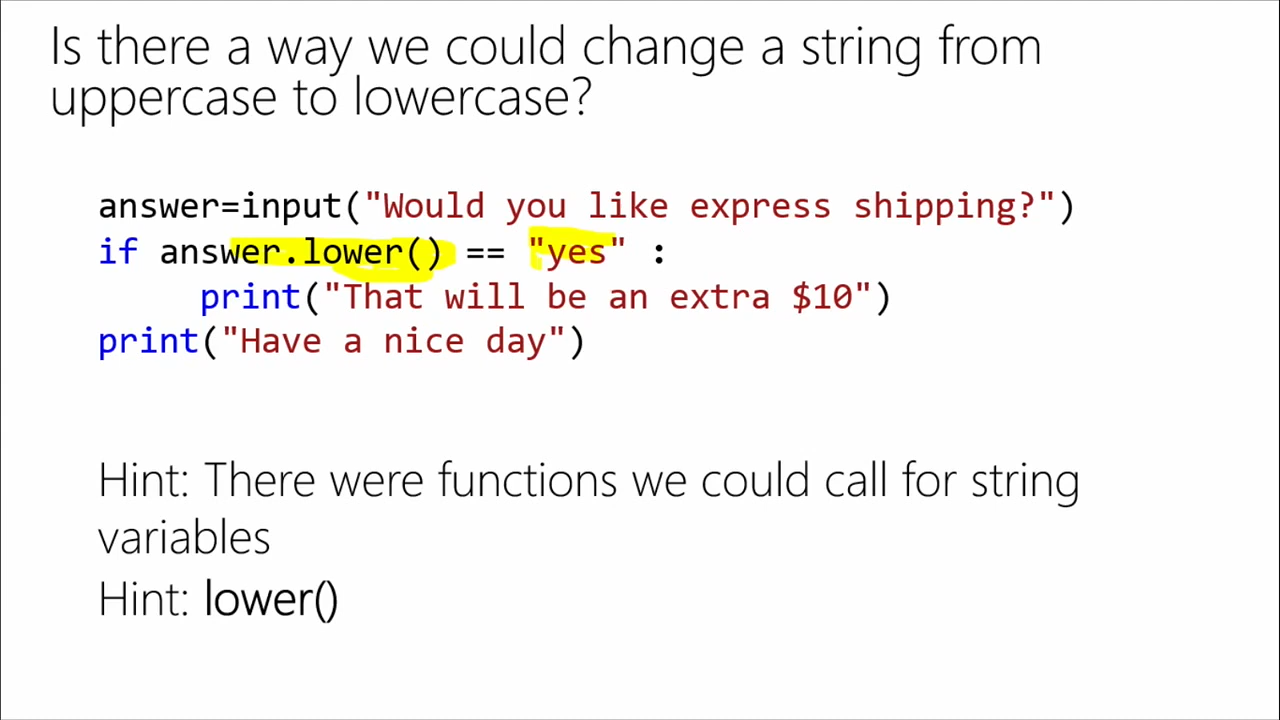 Is there a way we could change a string from
uppercase to lowercase?
answer=input("Would you like express shipping?")
if answer.lower() == "yes" :
    print("That will be an extra $10")
print("Have a nice day")
Hint: There were functions we could call for string
variables
Hint: lower()